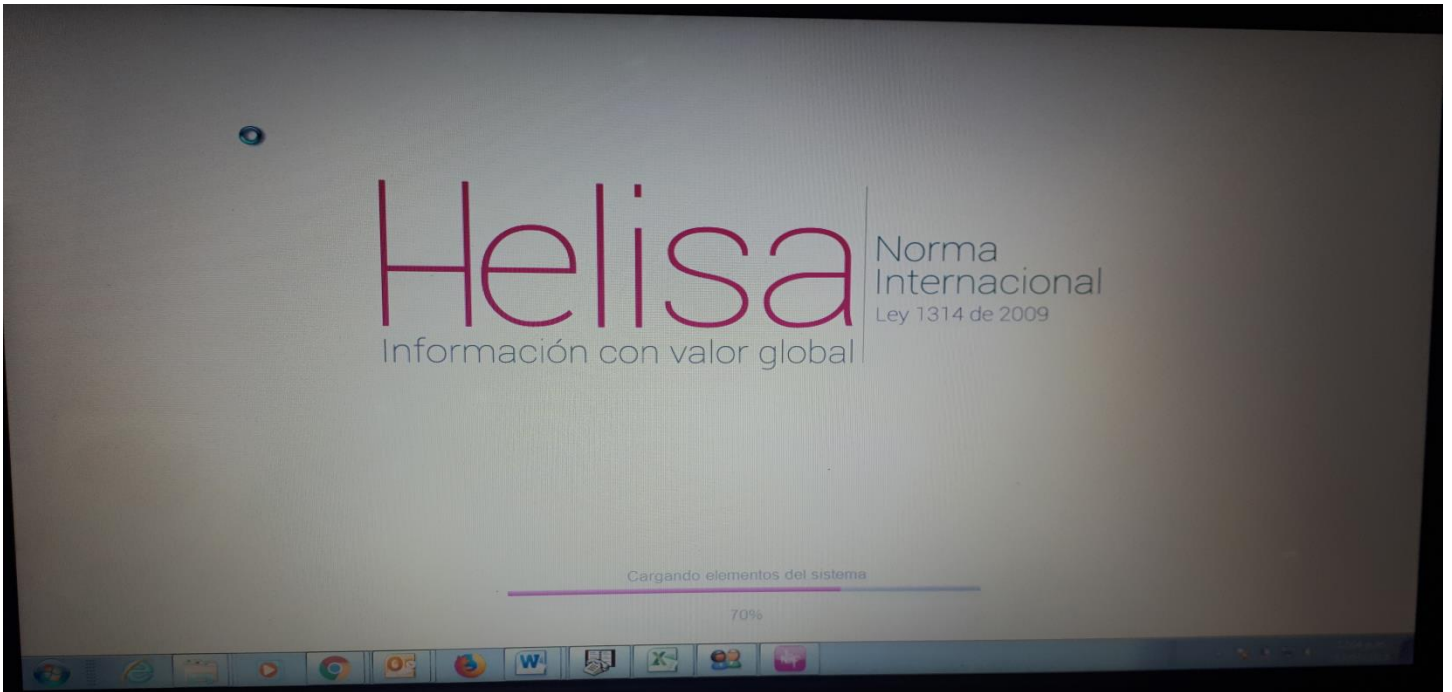 Helisa
Norma
Internacional
Ley 1314 de 2009
Información con valor global
Cargando elementos del sistema
70%